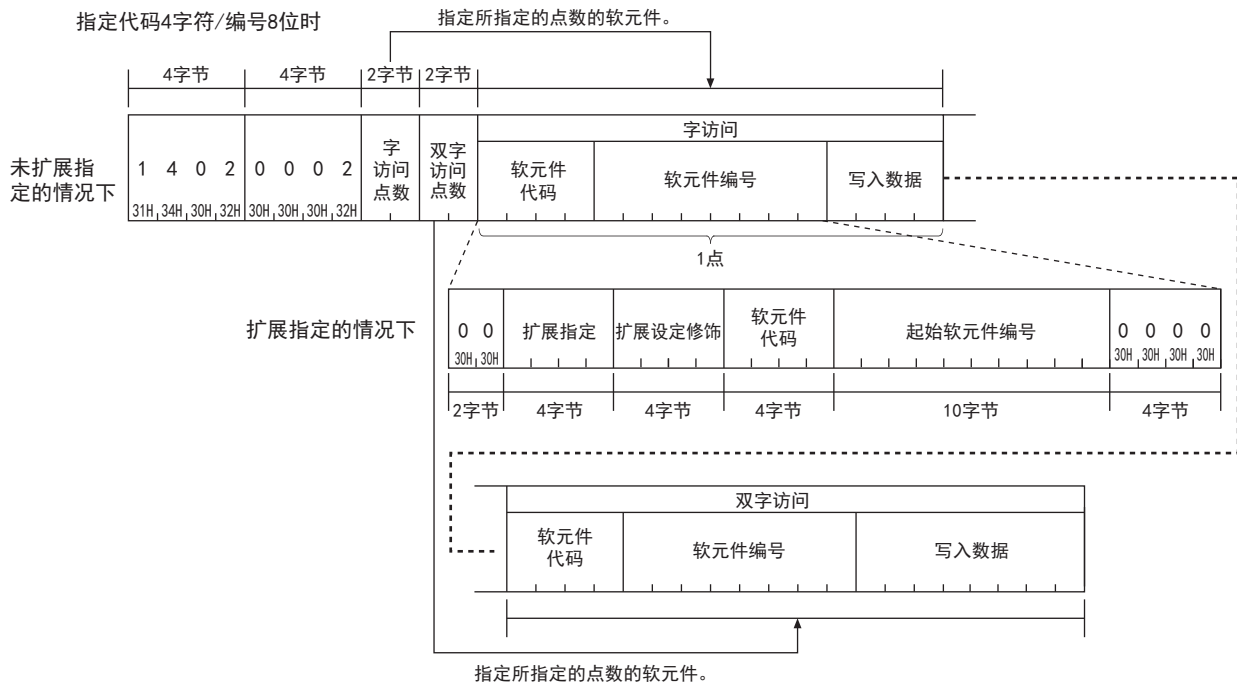 指定代码4字符/编号8位时
指定所指定的点数的软元件。
4字节 4字节 2字节 2字节
未扩展指
定的情况下
1 4 0 2 0 0 0 2
31H 34H 30H 32H 30H 30H 30H 32H
字
访问
点数
双字
访问
点数
字访问
软元件
代码
软元件编号
写入数据
1点
扩展指定的情况下
0 0
30H 30H
扩展指定
扩展设定修饰
软元件
代码
起始软元件编号
0 0 0 0
30H 30H 30H 30H
2字节 4字节 4字节 4字节 10字节 4字节
双字访问
软元件
代码
软元件编号
写入数据
指定所指定的点数的软元件。